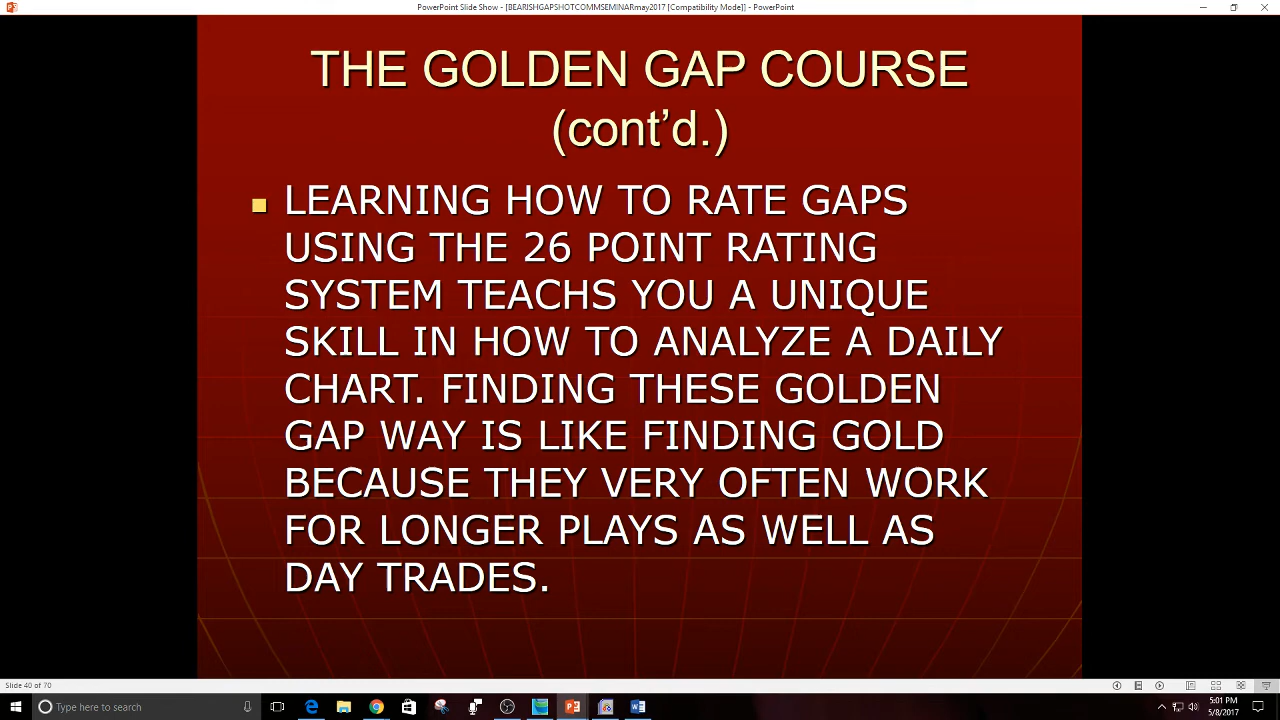 PowerPoint Slide Show - [BEARISHGAPSHOTCOMMSEMINARmay2017 [Compatibility Mode]] - PowerPoint
THE GOLDEN GAP COURSE
(cont’d.)
LEARNING HOW TO RATE GAPS
USING THE 26 POINT RATING
SYSTEM TEACHS YOU A UNIQUE
SKILL IN HOW TO ANALYZE A DAILY
CHART. FINDING THESE GOLDEN
GAP WAY IS LIKE FINDING GOLD
BECAUSE THEY VERY OFTEN WORK
FOR LONGER PLAYS AS WELL AS
DAY TRADES.
Slide 40 of 70
Type here to search
5:01 PM
5/8/2017